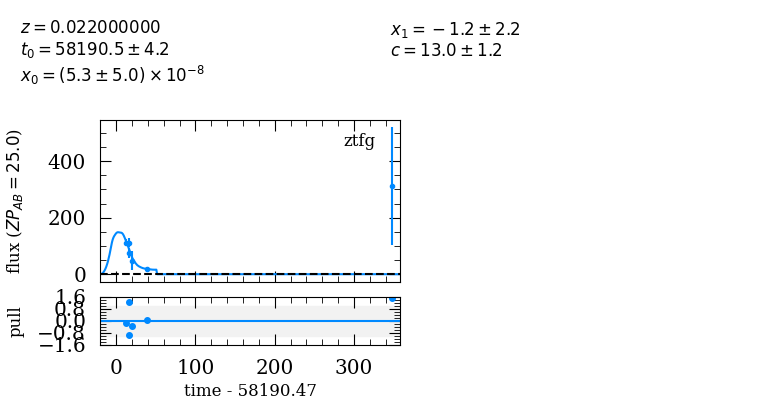 z = 0.022000000
t₀ = 58190.5 ± 4.2
x₀ = (5.3 ± 5.0) × 10⁻⁸
x₁ = −1.2 ± 2.2
c = 13.0 ± 1.2
ztfg
flux (ZP_AB = 25.0)
400
200
0
pull
1.6
0.8
0.0
−0.8
−1.6
0 100 200 300
time - 58190.47